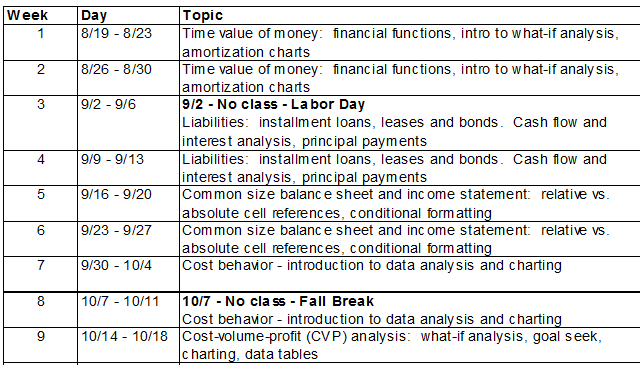 Week Day Topic
1 8/19 - 8/23 Time value of money: financial functions, intro to what-if analysis,
amortization charts
2 8/26 - 8/30 Time value of money: financial functions, intro to what-if analysis,
amortization charts
3 9/2 - 9/6 9/2 - No class - Labor Day
Liabilities: installment loans, leases and bonds. Cash flow and
interest analysis, principal payments
4 9/9 - 9/13 Liabilities: installment loans, leases and bonds. Cash flow and
interest analysis, principal payments
5 9/16 - 9/20 Common size balance sheet and income statement: relative vs.
absolute cell references, conditional formatting
6 9/23 - 9/27 Common size balance sheet and income statement: relative vs.
absolute cell references, conditional formatting
7 9/30 - 10/4 Cost behavior - introduction to data analysis and charting
8 10/7 - 10/11 10/7 - No class - Fall Break
Cost behavior - introduction to data analysis and charting
9 10/14 - 10/18 Cost-volume-profit (CVP) analysis: what-if analysis, goal seek,
charting, data tables